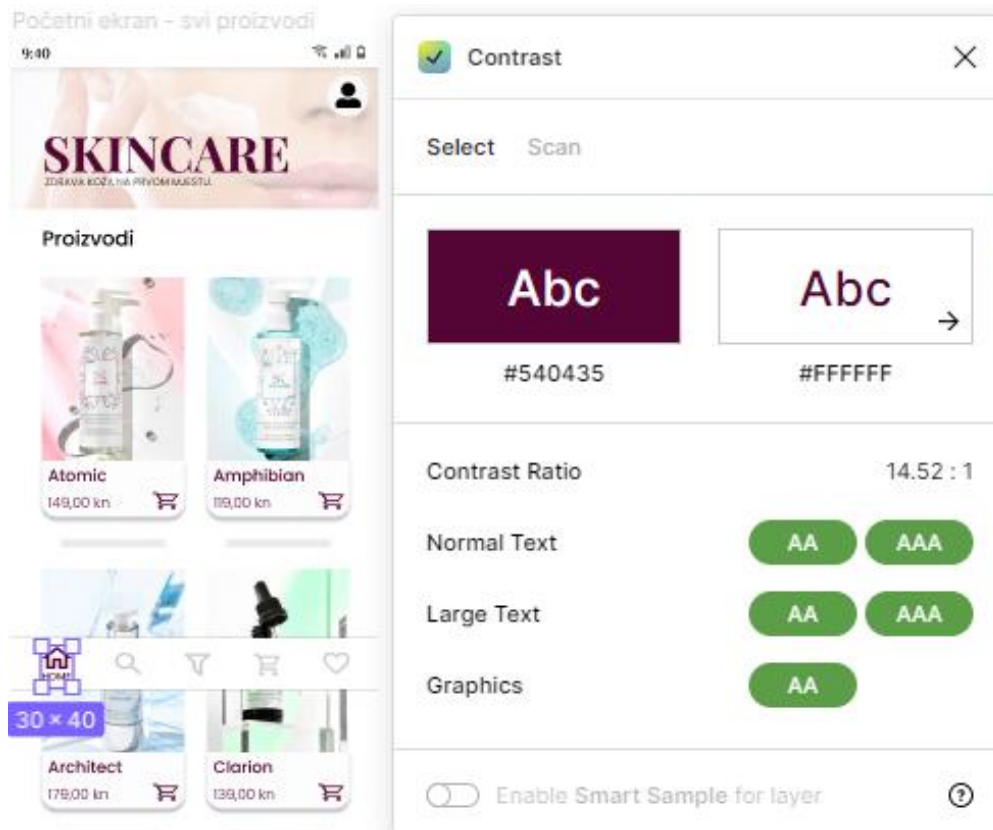 Početni ekran - svi proizvodi
9:40
SKINCARE
ZDRAVA KOŽA NA PRVOM MJESTU.
Proizvodi
Atomic
149,00 kn
Amphibian
119,00 kn
HOME
30 × 40
Architect
179,00 kn
Clarion
139,00 kn
Contrast
Select Scan
Abc Abc
#540435 #FFFFFF
Contrast Ratio 14.52 : 1
Normal Text AA AAA
Large Text AA AAA
Graphics AA
Enable Smart Sample for layer